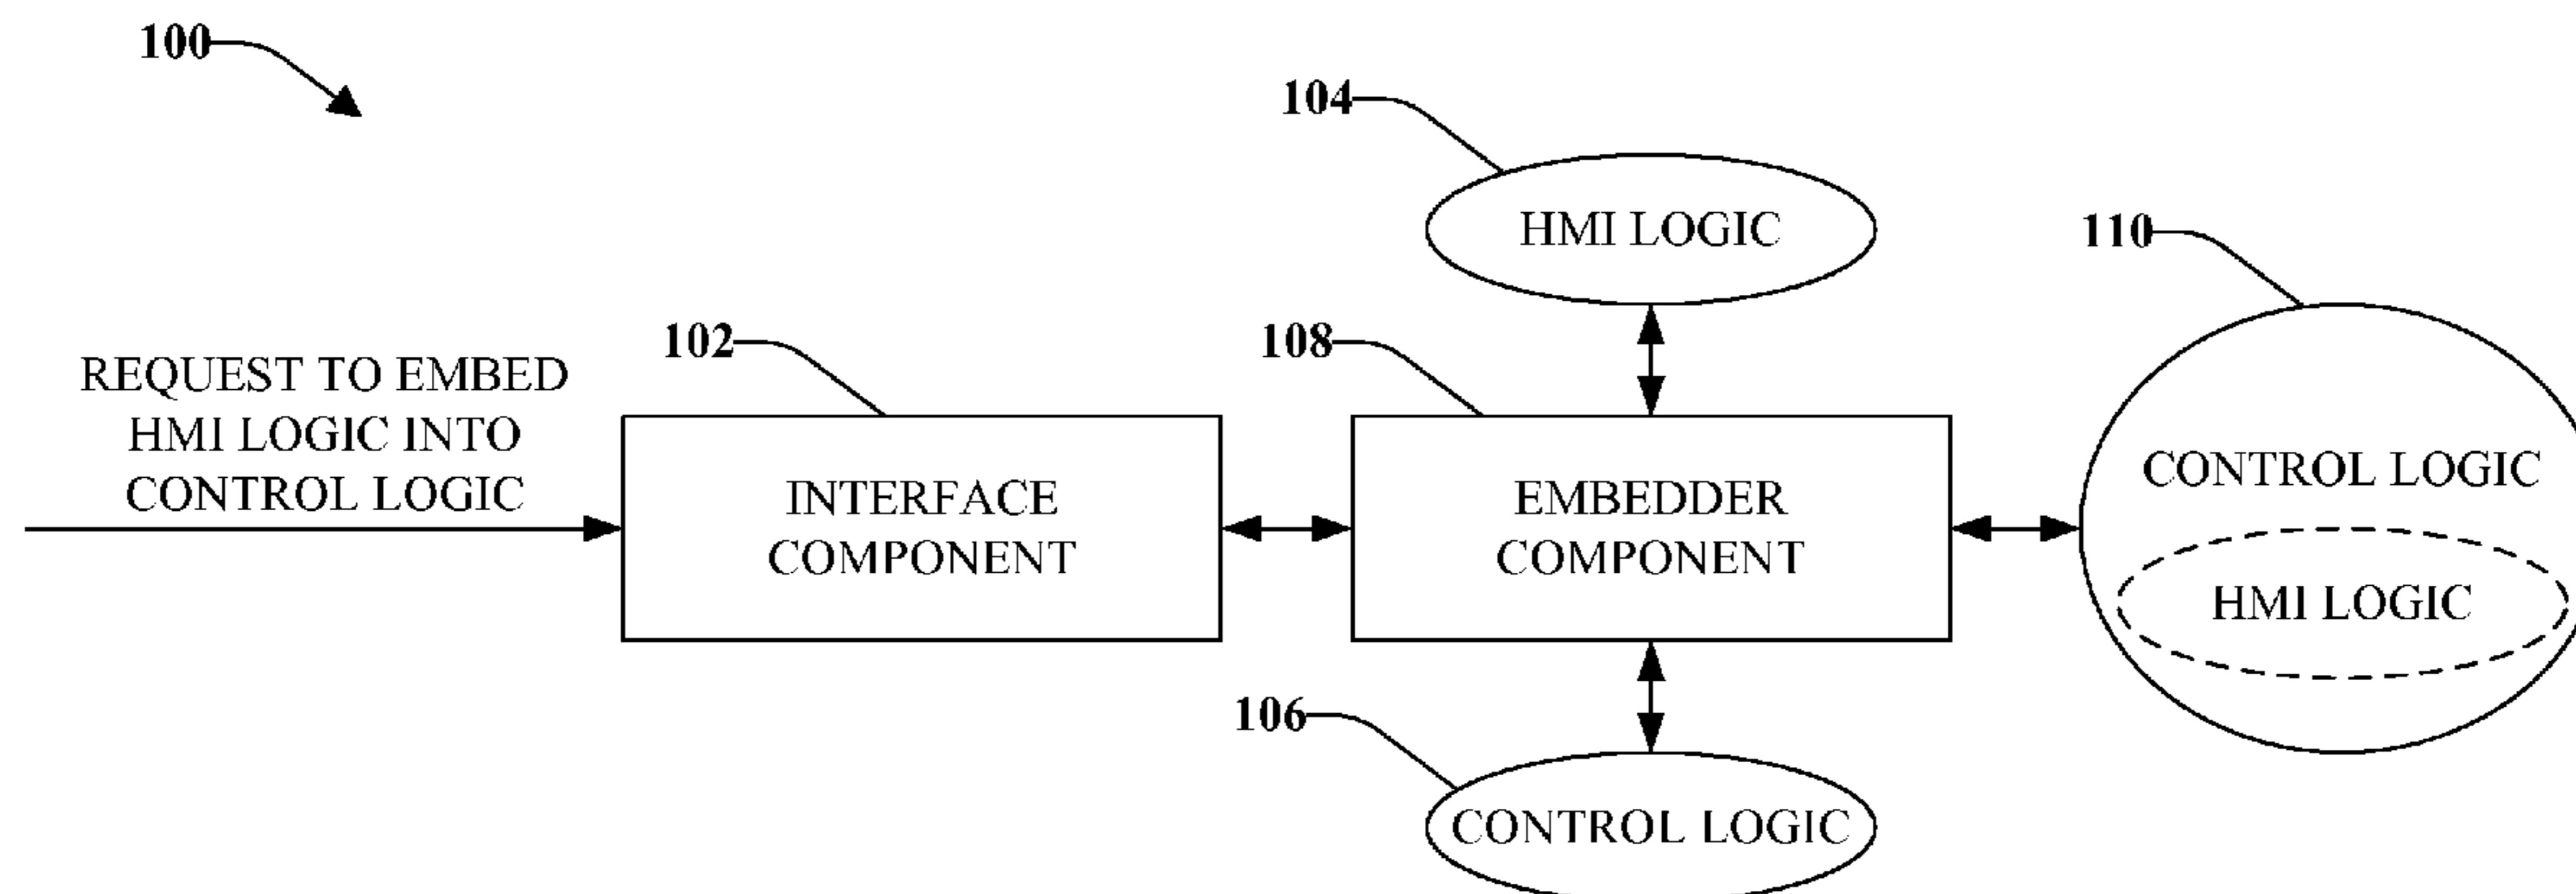 100
104
HMI LOGIC
110
102
108
REQUEST TO EMBED
HMI LOGIC INTO
CONTROL LOGIC
INTERFACE
COMPONENT
EMBEDDER
COMPONENT
CONTROL LOGIC
HMI LOGIC
106
CONTROL LOGIC